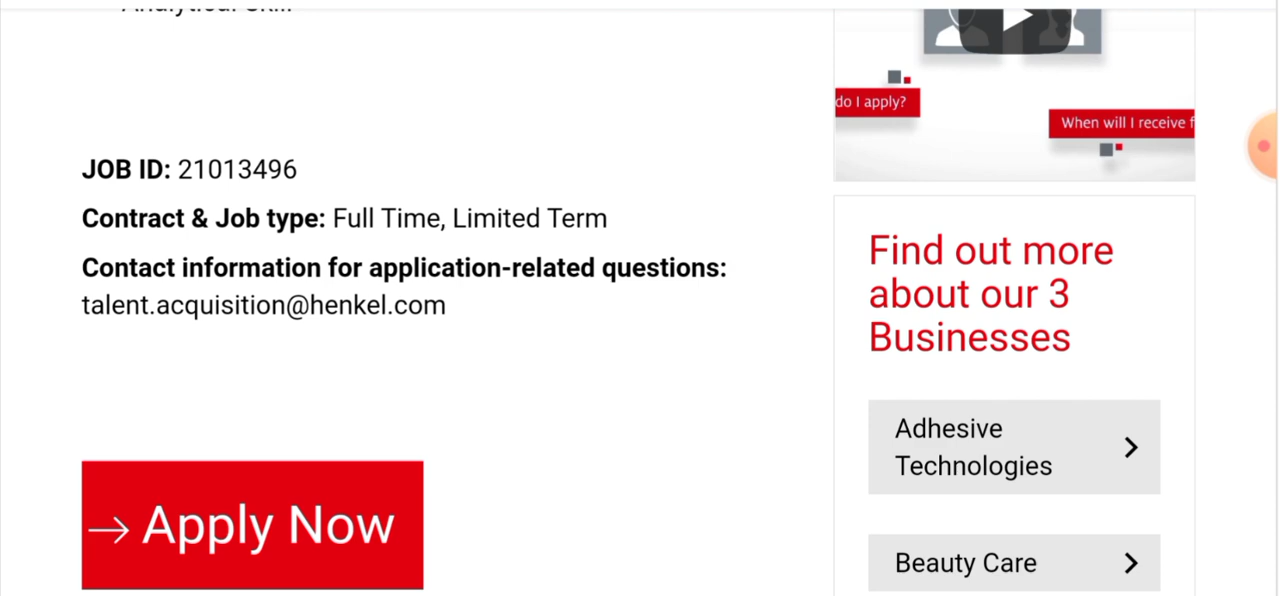 JOB ID: 21013496
Contract & Job type: Full Time, Limited Term
Contact information for application-related questions:
talent.acquisition@henkel.com
→ Apply Now
do I apply?
When will I receive f
Find out more
about our 3
Businesses
Adhesive
Technologies
Beauty Care